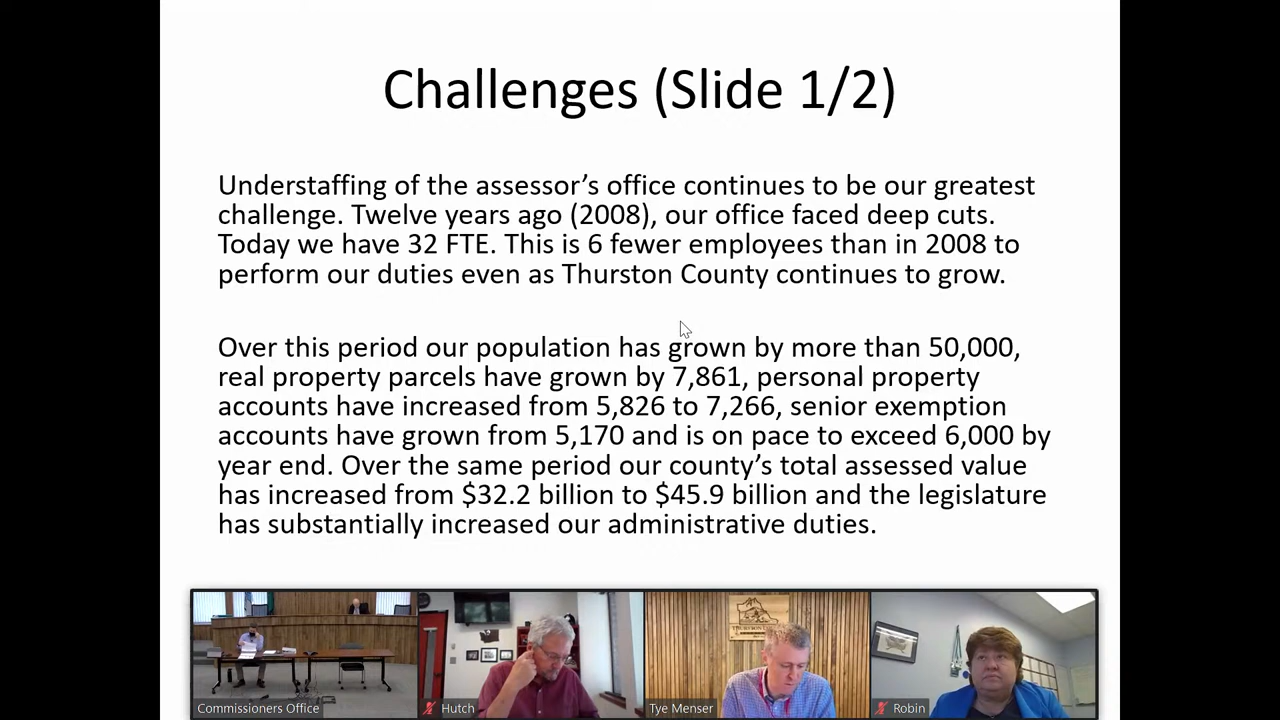 Challenges (Slide 1/2)
Understaffing of the assessor’s office continues to be our greatest
challenge. Twelve years ago (2008), our office faced deep cuts.
Today we have 32 FTE. This is 6 fewer employees than in 2008 to
perform our duties even as Thurston County continues to grow.
Over this period our population has grown by more than 50,000,
real property parcels have grown by 7,861, personal property
accounts have increased from 5,826 to 7,266, senior exemption
accounts have grown from 5,170 and is on pace to exceed 6,000 by
year end. Over the same period our county’s total assessed value
has increased from $32.2 billion to $45.9 billion and the legislature
has substantially increased our administrative duties.
Commissioners Office
Hutch
Tye Menser
Robin